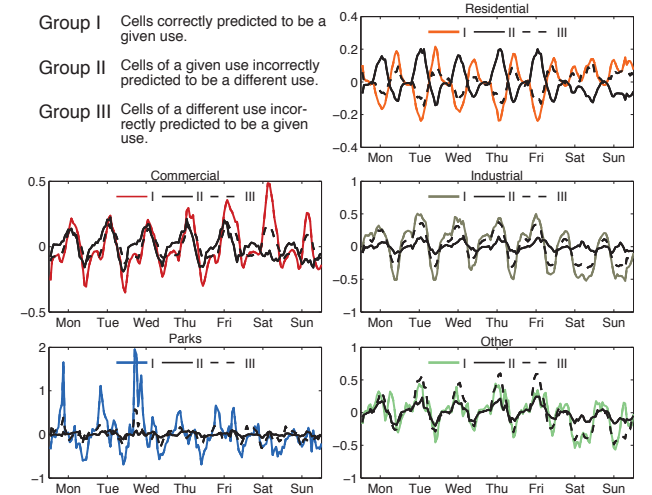 Group I Cells correctly predicted to be a
given use.
Group II Cells of a given use incorrectly
predicted to be a different use.
Group III Cells of a different use incor-
rectly predicted to be a given
use.
Residential
I II III
0.4
0.2
0
−0.2
−0.4
Mon Tue Wed Thu Fri Sat Sun
Commercial
I II III
0.5
0
−0.5
Mon Tue Wed Thu Fri Sat Sun
Industrial
I II III
1
0.5
0
−0.5
−1
Mon Tue Wed Thu Fri Sat Sun
Parks
I II III
2
1
0
−1
Mon Tue Wed Thu Fri Sat Sun
Other
I II III
1
0.5
0
−0.5
−1
Mon Tue Wed Thu Fri Sat Sun